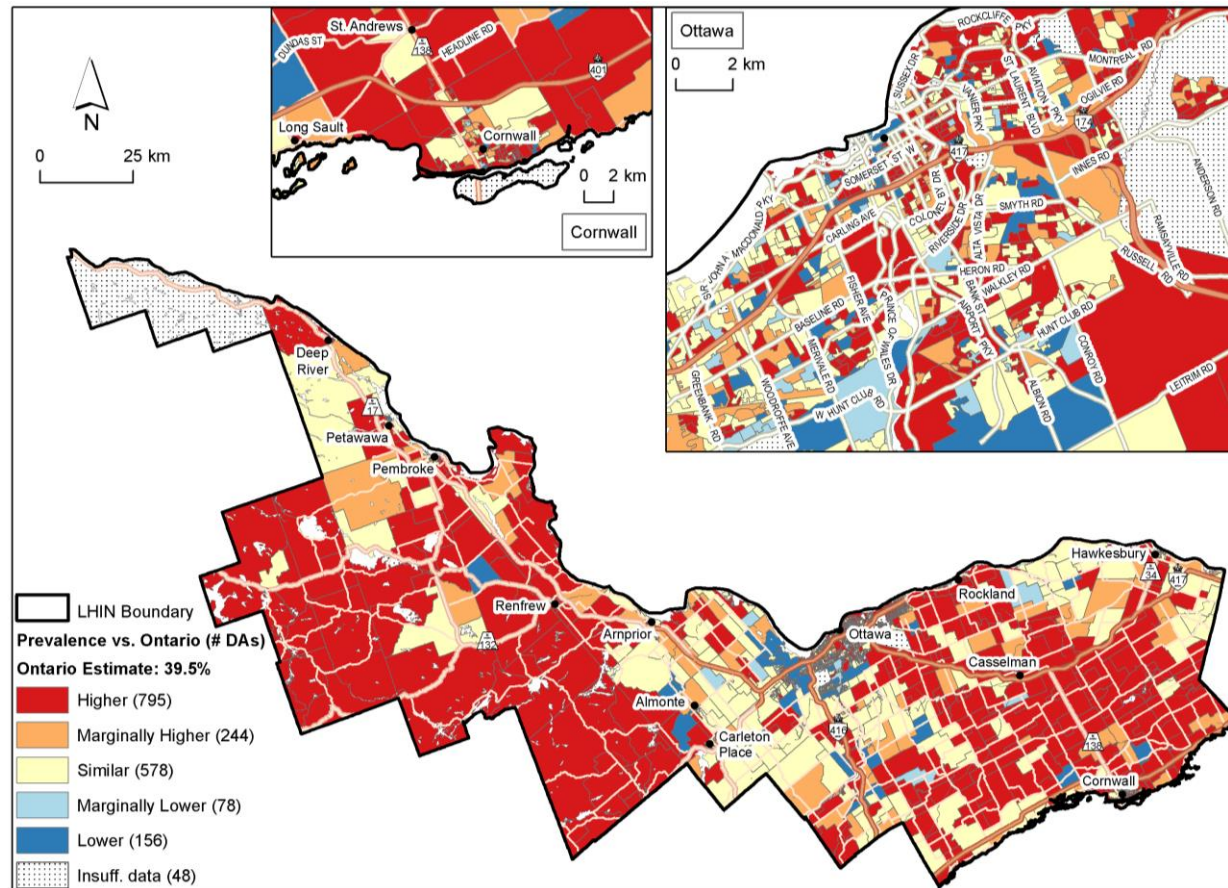 N
0 25 km
St. Andrews
DUNDAS ST
138
HEADLINE RD
401
Long Sault
Cornwall
0 2 km
Cornwall
Ottawa
0 2 km
ROCKCLIFFE PKY
SUSSEX DR
VANIER PKY
ST LAURENT BLVD
AVIATION PKY
MONTREAL RD
OGILVIE RD
174
417
INNES RD
ANDERSON RD
SOMERSET ST W
COLONEL BY DR
SIR JOHN A MACDONALD PKY
CARLING AVE
RIVERSIDE DR
ALTA VISTA DR
SMYTH RD
RAMSAYVILLE RD
RUSSELL RD
HERON RD
WALKLEY RD
BASELINE RD
FISHER AVE
PRINCE OF WALES DR
BANK ST
AIRPORT PKY
HUNT CLUB RD
MERIVALE RD
CONROY RD
LEITRIM RD
GREENBANK RD
WOODROFFE AVE
W HUNT CLUB RD
ALBION RD
Deep
River
17
Petawawa
Pembroke
Renfrew
132
Arnprior
Almonte
Carleton
Place
Ottawa
416
Rockland
Casselman
Hawkesbury
34
417
138
Cornwall
LHIN Boundary
Prevalence vs. Ontario (# DAs)
Ontario Estimate: 39.5%
Higher (795)
Marginally Higher (244)
Similar (578)
Marginally Lower (78)
Lower (156)
Insuff. data (48)